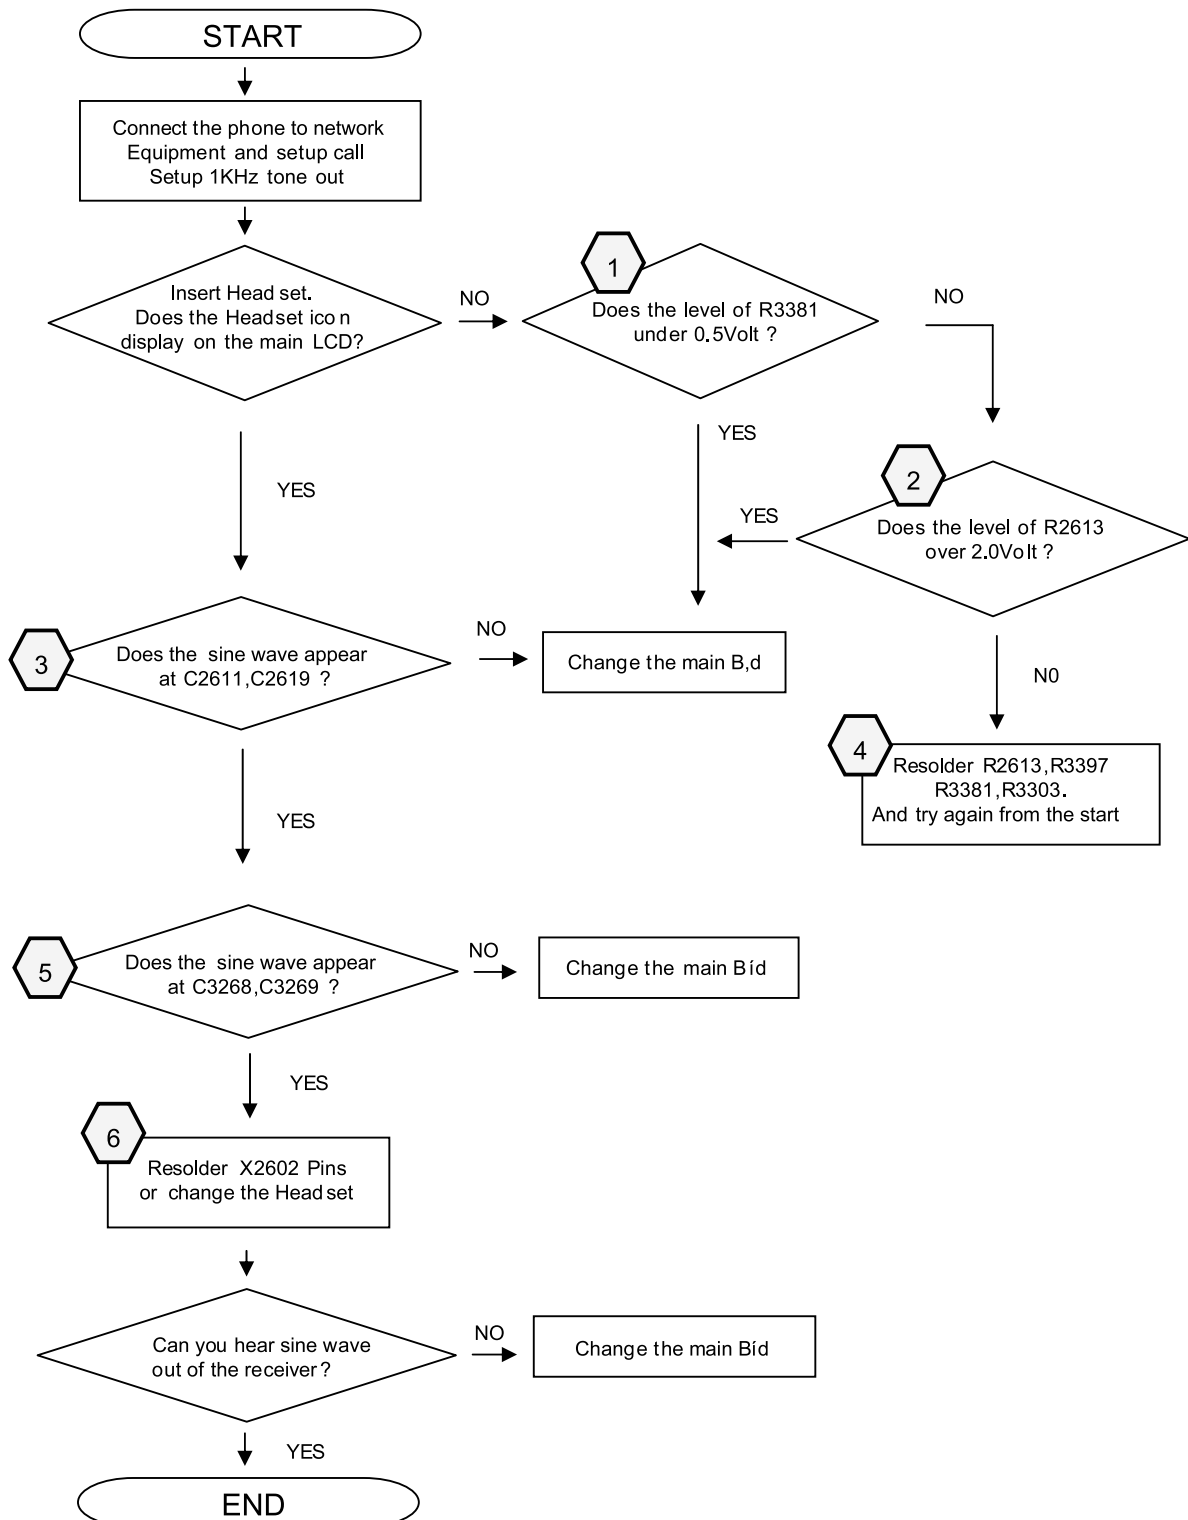 START
Connect the phone to network
Equipment and setup call
Setup 1KHz tone out
Insert Head set.
Does the Headset icon
display on the main LCD?
NO
1
Does the level of R3381
under 0.5Volt ?
NO
YES
YES
2
Does the level of R2613
over 2.0Volt ?
YES
3
Does the sine wave appear
at C2611,C2619 ?
NO
Change the main B,d
N0
4
Resolder R2613,R3397
R3381,R3303.
And try again from the start
YES
5
Does the sine wave appear
at C3268,C3269 ?
NO
Change the main Bíd
YES
6
Resolder X2602 Pins
or change the Head set
Can you hear sine wave
out of the receiver ?
NO
Change the main Bíd
YES
END